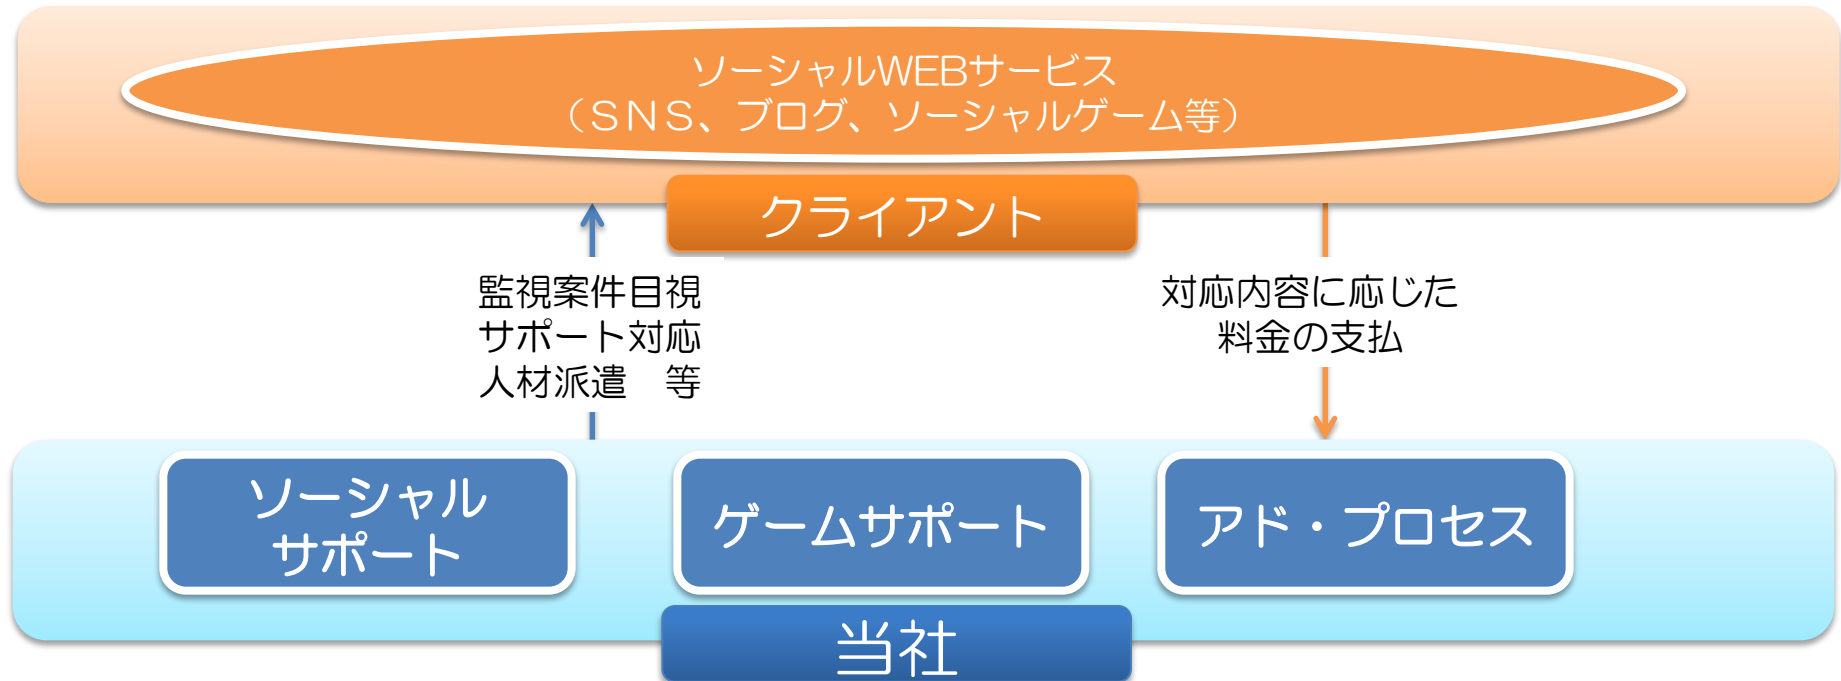 ソーシャルWEBサービス
（ＳＮＳ、ブログ、ソーシャルゲーム等）
クライアント
監視案件目視
サポート対応
人材派遣　等
対応内容に応じた
料金の支払
ソーシャル
サポート
ゲームサポート
アド・プロセス
当社